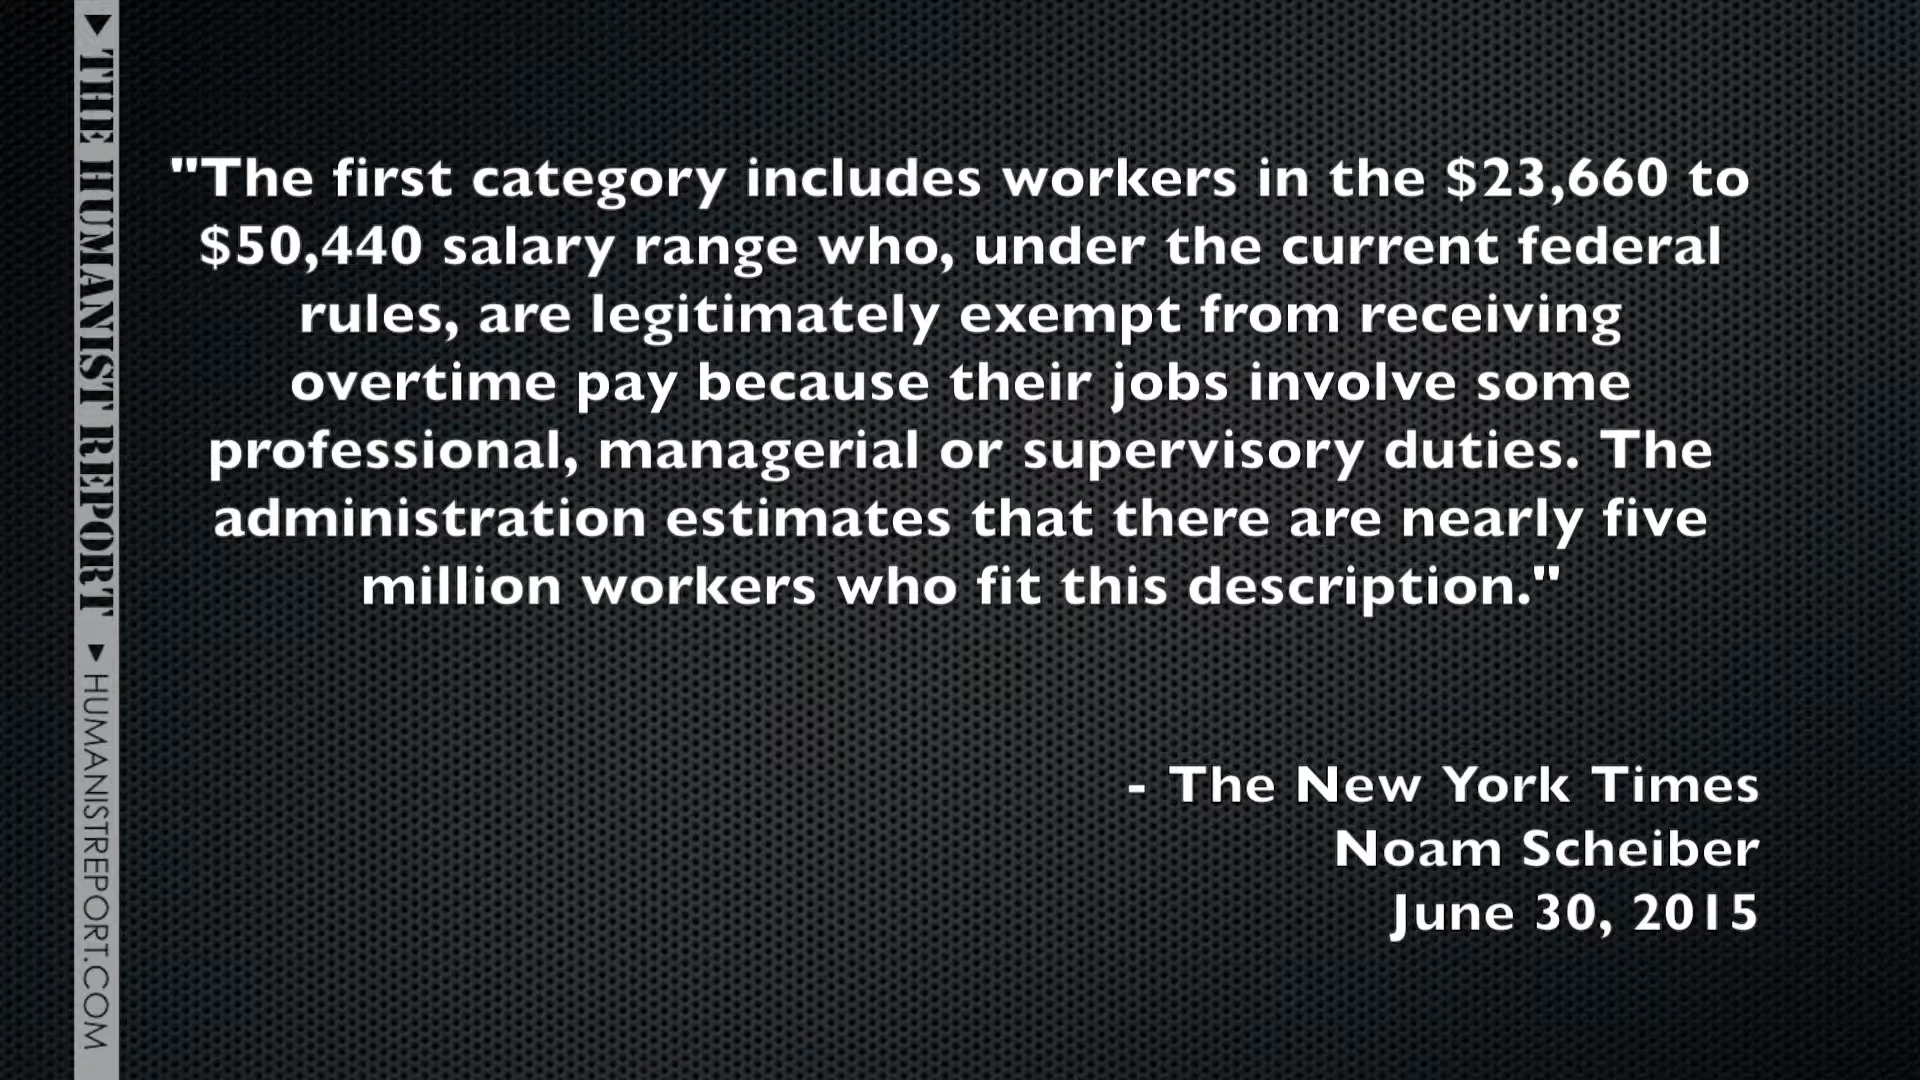 ▼ THE HUMANIST REPORT ▼ HUMANISTREPORT.COM
"The first category includes workers in the $23,660 to
$50,440 salary range who, under the current federal
rules, are legitimately exempt from receiving
overtime pay because their jobs involve some
professional, managerial or supervisory duties. The
administration estimates that there are nearly five
million workers who fit this description."
- The New York Times
Noam Scheiber
June 30, 2015